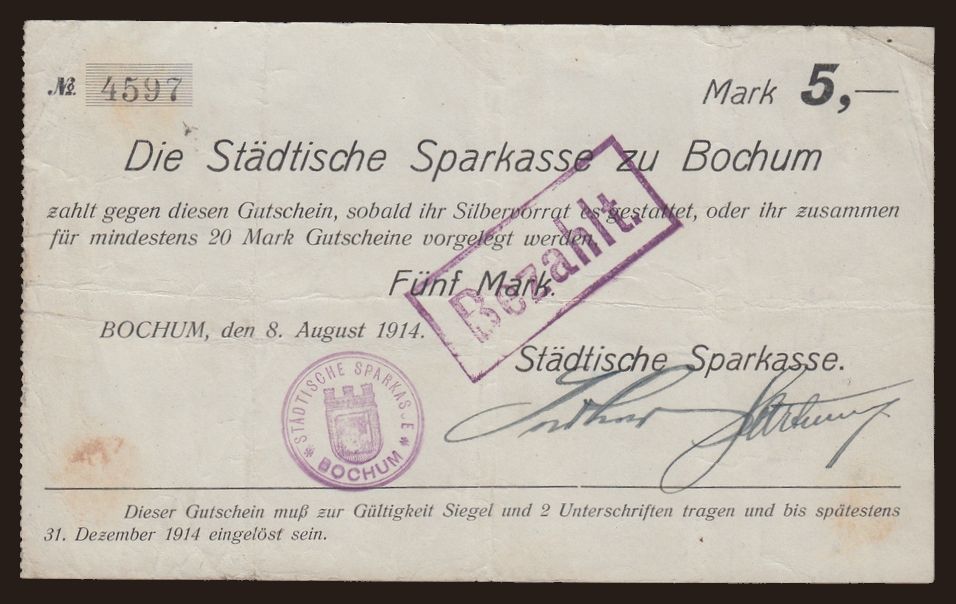 № 4597
Mark 5,—
Die Städtische Sparkasse zu Bochum
zahlt gegen diesen Gutschein, sobald ihr Silbervorrat es gestattet, oder ihr zusammen
für mindestens 20 Mark Gutscheine vorgelegt werden,
Fünf Mark.
Bezahlt.
BOCHUM, den 8. August 1914.
Städtische Sparkasse.
STÄDTISCHE SPARKASSE
BOCHUM
Dieser Gutschein muß zur Gültigkeit Siegel und 2 Unterschriften tragen und bis spätestens
31. Dezember 1914 eingelöst sein.